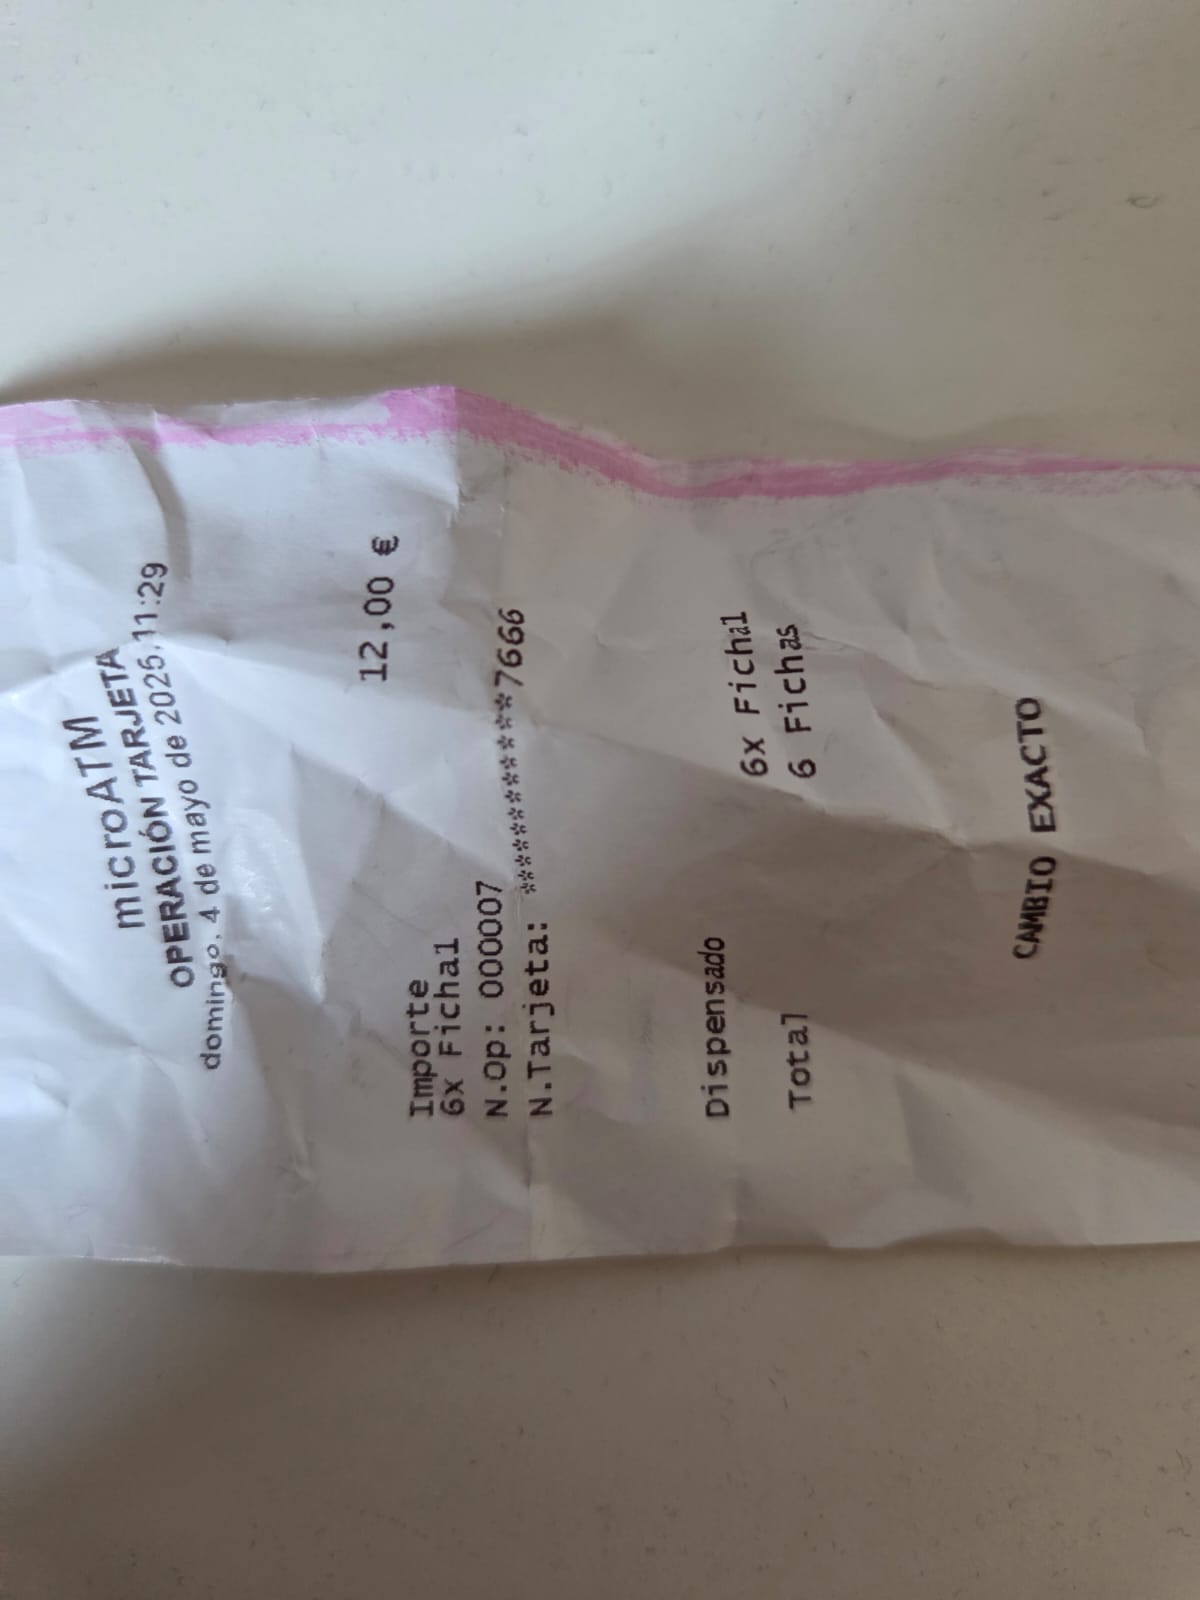 microATM
OPERACIÓN TARJETA
domingo, 4 de mayo de 2025, 11:29
Importe 12,00 €
6x Ficha1
N.Op: 000007
N.Tarjeta: ************7666
Dispensado 6x Ficha1
Total 6 Fichas
CAMBIO EXACTO